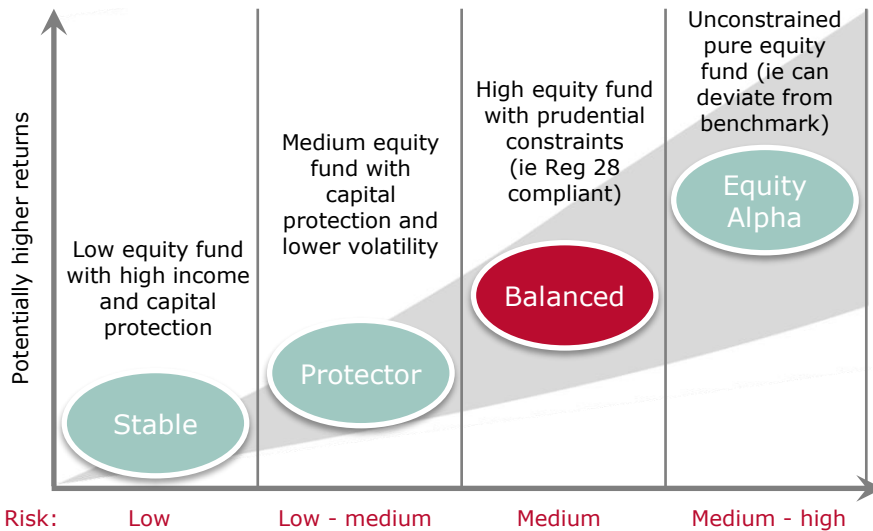 Potentially higher returns
Low equity fund
with high income
and capital
protection
Stable
Medium equity
fund with
capital
protection and
lower volatility
Protector
High equity fund
with prudential
constraints
(ie Reg 28
compliant)
Balanced
Unconstrained
pure equity
fund (ie can
deviate from
benchmark)
Equity
Alpha
Risk: Low Low - medium Medium Medium - high